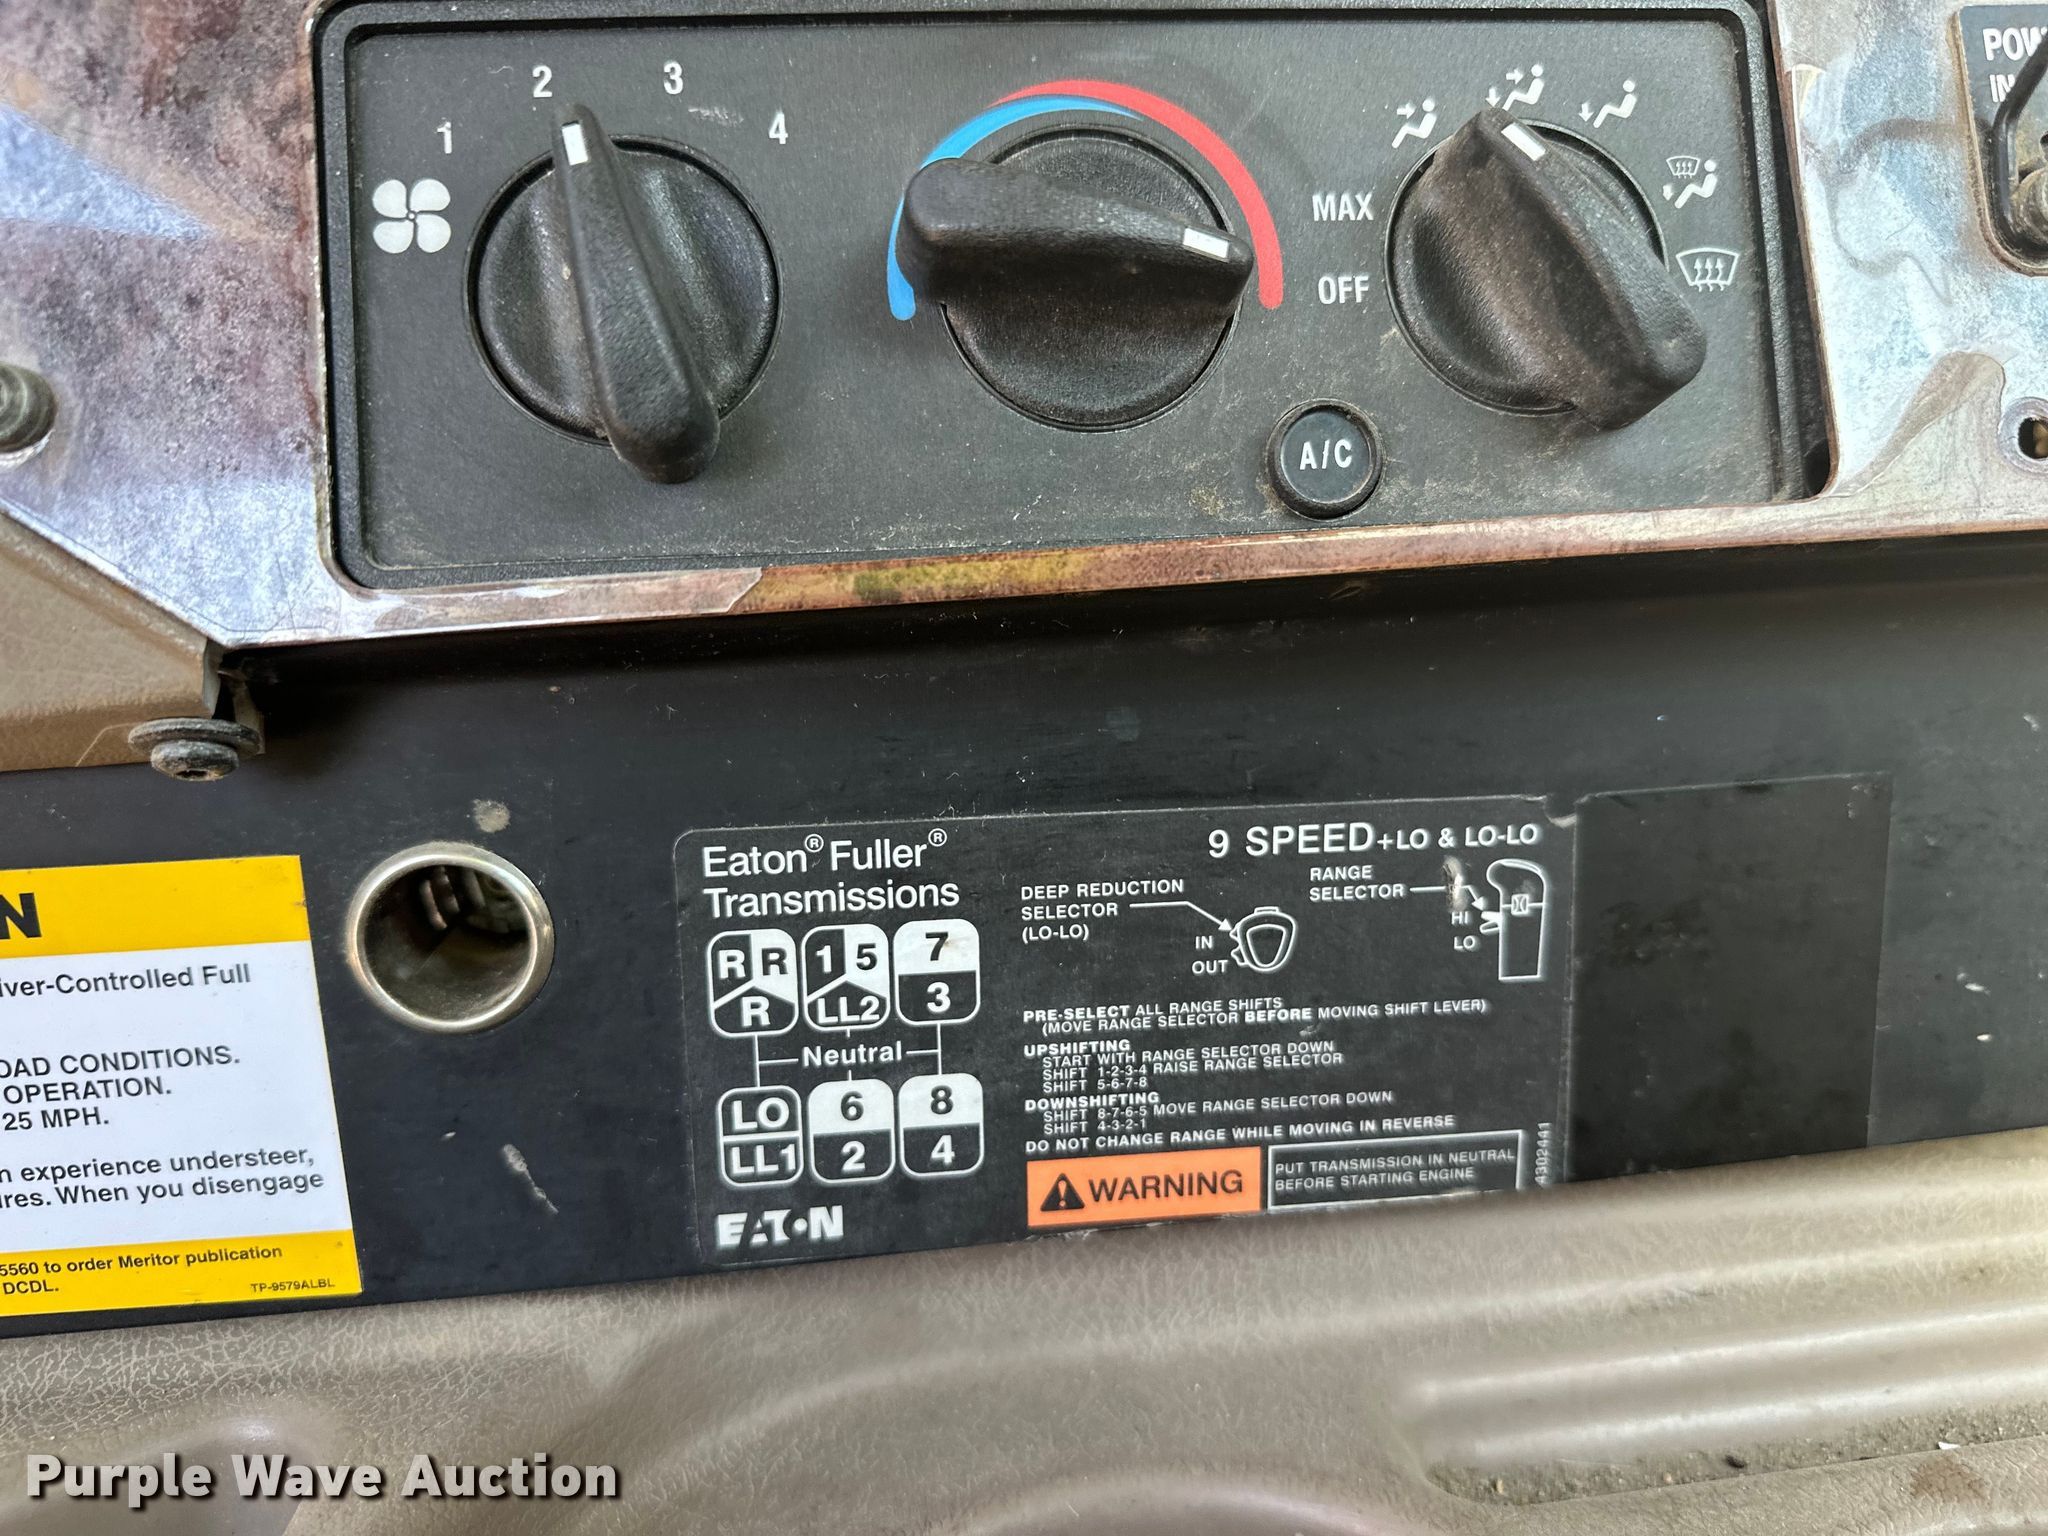 1
2
3
4
MAX
OFF
A/C
POW
IN
N
iver-Controlled Full
OAD CONDITIONS.
OPERATION.
25 MPH.
n experience understeer,
ires. When you disengage
5560 to order Meritor publication
DCDL.
TP-9579ALBL
Eaton® Fuller®
Transmissions
9 SPEED+LO & LO-LO
R R
R
1 5
LL2
7
3
Neutral
LO
LL1
6
2
8
4
EATON
DEEP REDUCTION
SELECTOR
(LO-LO)
IN
OUT
RANGE
SELECTOR
HI
LO
PRE-SELECT ALL RANGE SHIFTS
(MOVE RANGE SELECTOR BEFORE MOVING SHIFT LEVER)
UPSHIFTING
START WITH RANGE SELECTOR DOWN
SHIFT 1-2-3-4 RAISE RANGE SELECTOR
SHIFT 5-6-7-8
DOWNSHIFTING
SHIFT 8-7-6-5 MOVE RANGE SELECTOR DOWN
SHIFT 4-3-2-1
DO NOT CHANGE RANGE WHILE MOVING IN REVERSE
WARNING
PUT TRANSMISSION IN NEUTRAL
BEFORE STARTING ENGINE
4302441
Purple Wave Auction